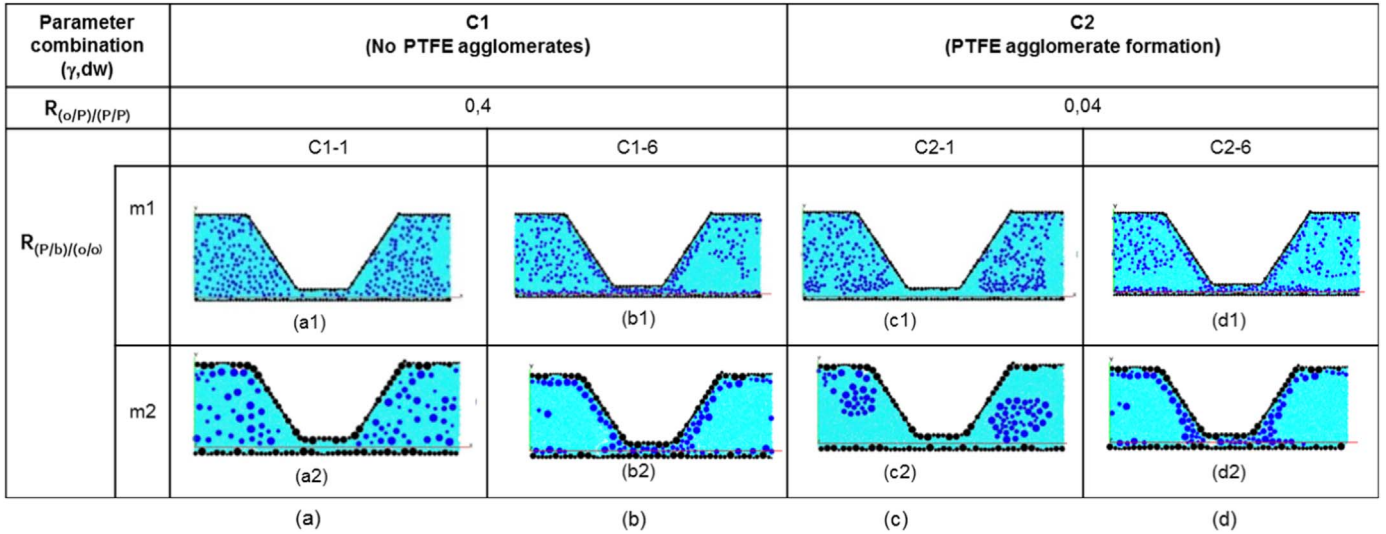 Parameter
combination
(γ,dw)
C1
(No PTFE agglomerates)
C2
(PTFE agglomerate formation)
R(o/P)/(P/P)
0,4
0,04
R(P/b)/(o/o)
C1-1
C1-6
C2-1
C2-6
m1
(a1)
(b1)
(c1)
(d1)
m2
(a2)
(b2)
(c2)
(d2)
(a)
(b)
(c)
(d)